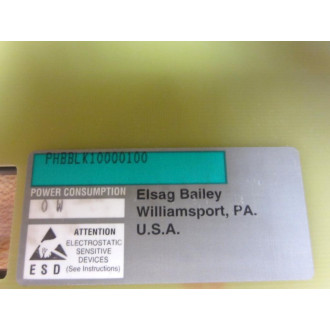 PHBBLK10000100
POWER CONSUMPTION
0 W
Elsag Bailey
Williamsport, PA.
U.S.A.
ATTENTION
ELECTROSTATIC
SENSITIVE
DEVICES
(See Instructions)
ESD